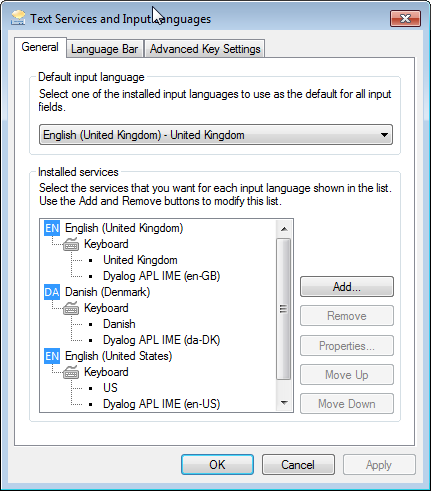 Text Services and Input Languages
General
Language Bar
Advanced Key Settings
Default input language
Select one of the installed input languages to use as the default for all input
fields.
English (United Kingdom) - United Kingdom
Installed services
Select the services that you want for each input language shown in the list.
Use the Add and Remove buttons to modify this list.
EN English (United Kingdom)
Keyboard
United Kingdom
Dyalog APL IME (en-GB)
DA Danish (Denmark)
Keyboard
Danish
Dyalog APL IME (da-DK)
EN English (United States)
Keyboard
US
Dyalog APL IME (en-US)
Add...
Remove
Properties...
Move Up
Move Down
OK
Cancel
Apply